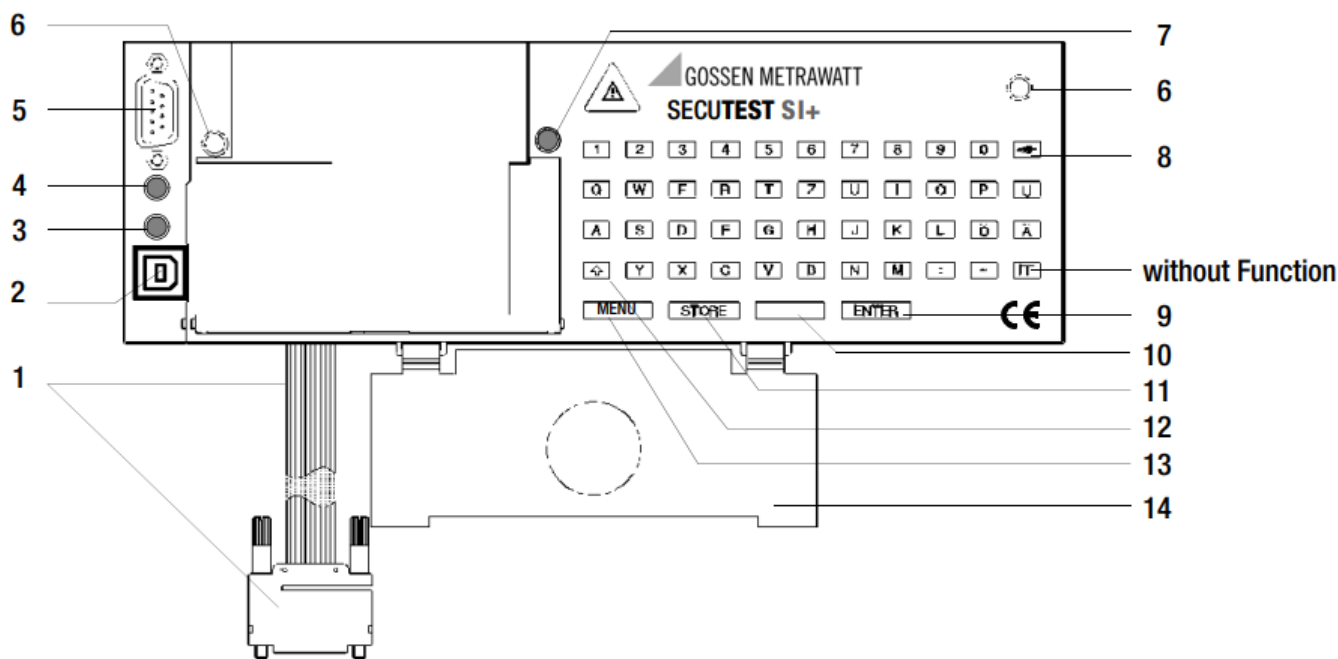 6
7
GOSSEN METRAWATT
6
SECUTEST SI+
5
1 2 3 4 5 6 7 8 9 0
8
4
Q W E R T Z U I O P Ü
3
A S D F G H J K L Ö Ä
2
Y X C V B N M : -
without Function
MENU STORE ENTER
CE
9
10
1
11
12
13
14